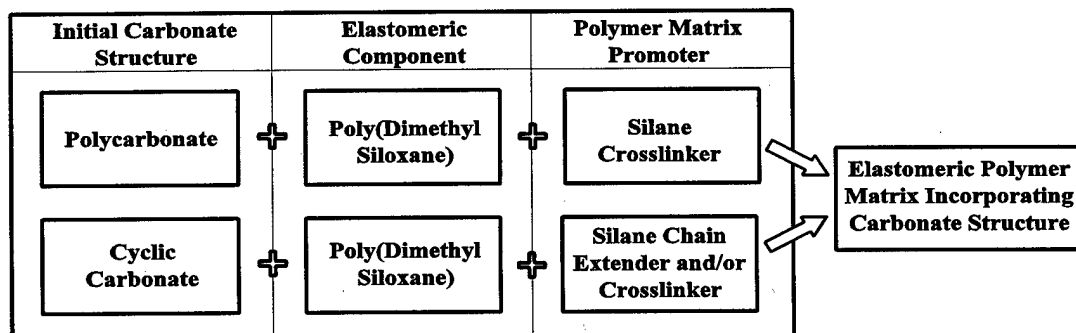 Initial Carbonate
Structure
Elastomeric
Component
Polymer Matrix
Promoter
Polycarbonate
Poly(Dimethyl
Siloxane)
Silane
Crosslinker
Cyclic
Carbonate
Poly(Dimethyl
Siloxane)
Silane Chain
Extender and/or
Crosslinker
Elastomeric Polymer
Matrix Incorporating
Carbonate Structure